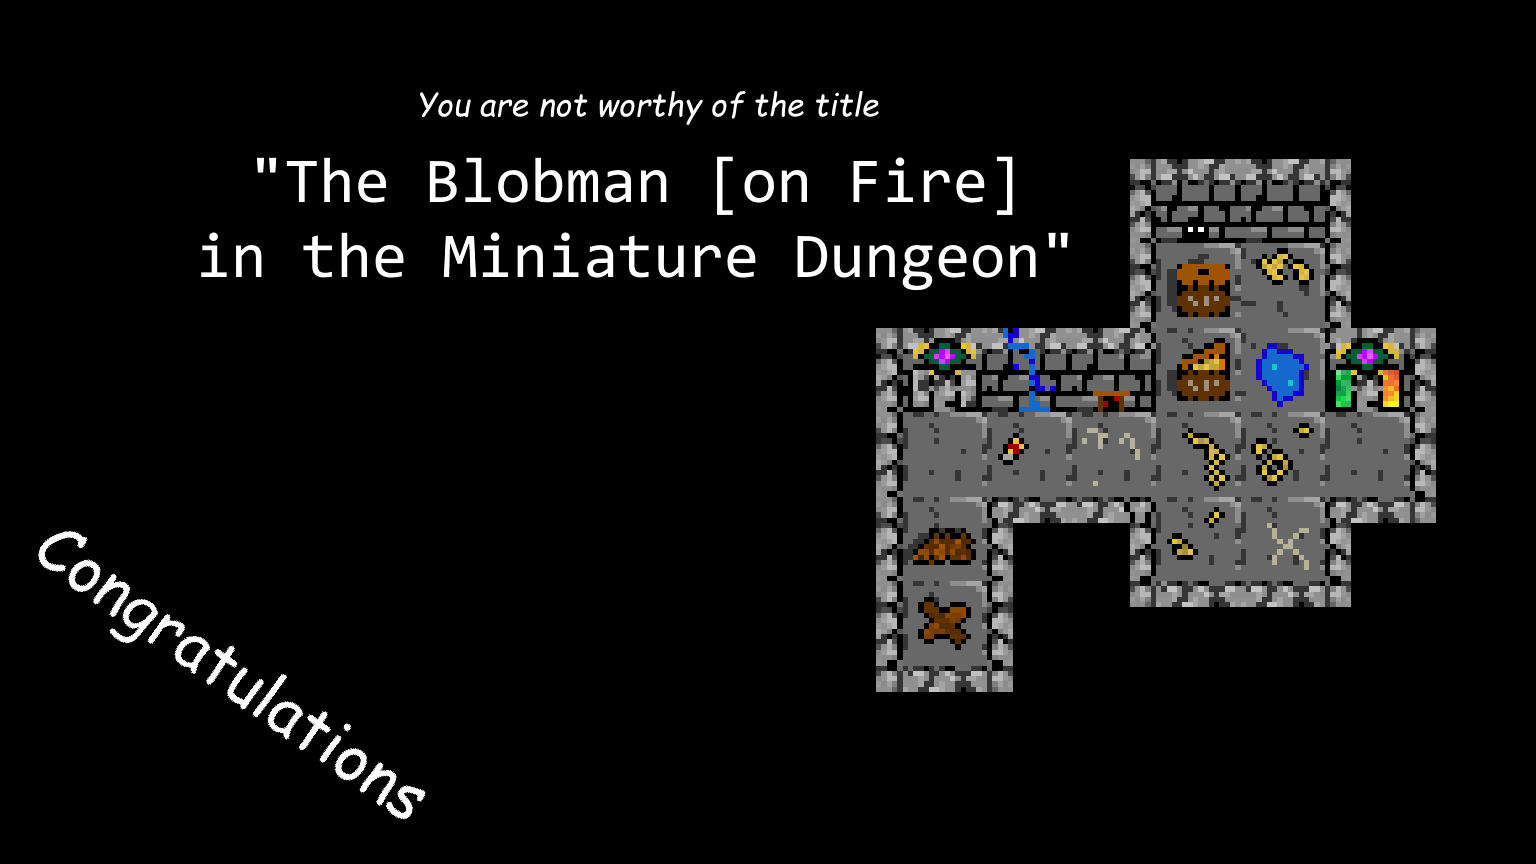 You are not worthy of the title
"The Blobman [on Fire]
in the Miniature Dungeon"
Congratulations